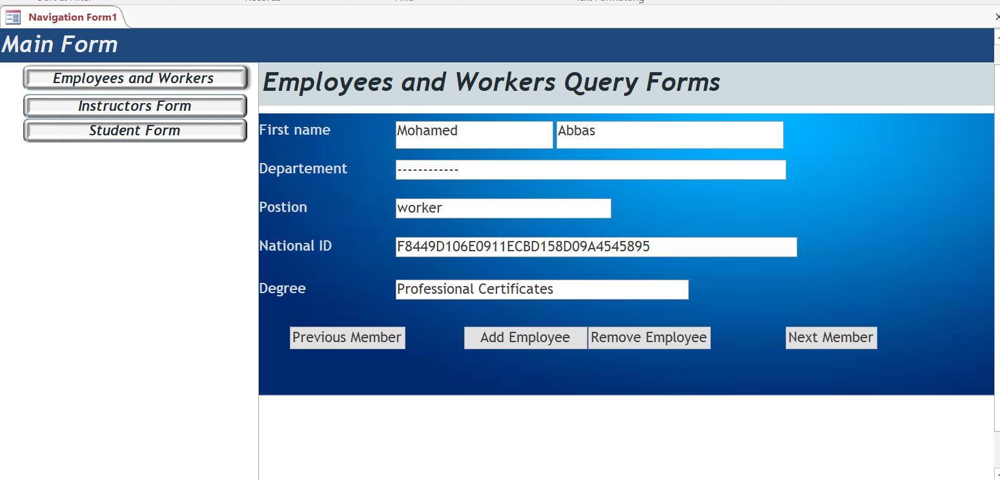 Navigation Form1
Main Form
Employees and Workers
Instructors Form
Student Form
Employees and Workers Query Forms
First name Mohamed Abbas
Departement ------------
Postion worker
National ID F8449D106E0911ECBD158D09A4545895
Degree Professional Certificates
Previous Member Add Employee Remove Employee Next Member